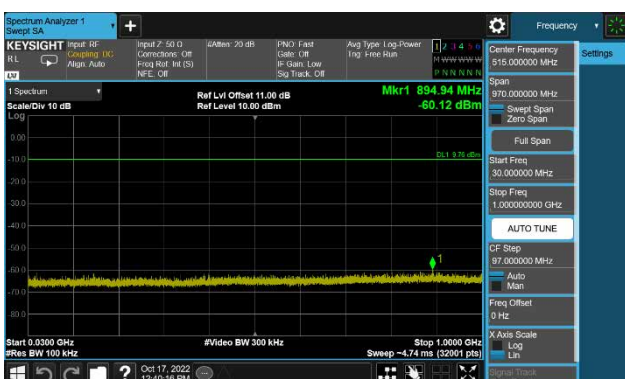 Spectrum Analyzer 1
Swept SA
Frequency
KEYSIGHT
RL
Input: RF
Coupling: DC
Align: Auto
Input Z: 50 Ω
Corrections: Off
Freq Ref: Int (S)
NFE: Off
#Atten: 20 dB
PNO: Fast
Gate: Off
IF Gain: Low
Sig Track: Off
Avg Type: Log-Power
Trig: Free Run
1 2 3 4 5 6
M W W W W W
P N N N N N
1 Spectrum
Scale/Div 10 dB
Log
Ref Lvl Offset 11.00 dB
Ref Level 10.00 dBm
Mkr1 894.94 MHz
-60.12 dBm
0.00
-10.0
-20.0
-30.0
-40.0
-50.0
-60.0
-70.0
-80.0
1
Start 0.0300 GHz
#Res BW 100 kHz
#Video BW 300 kHz
Stop 1.0000 GHz
Sweep ~4.74 ms (32001 pts)
Oct 17, 2022
Center Frequency
515.000000 MHz
Span
970.000000 MHz
Swept Span
Zero Span
Full Span
Start Freq
30.000000 MHz
Stop Freq
1.000000000 GHz
AUTO TUNE
CF Step
97.000000 MHz
Auto
Man
Freq Offset
0 Hz
X Axis Scale
Log
Lin
Signal Track
Settings